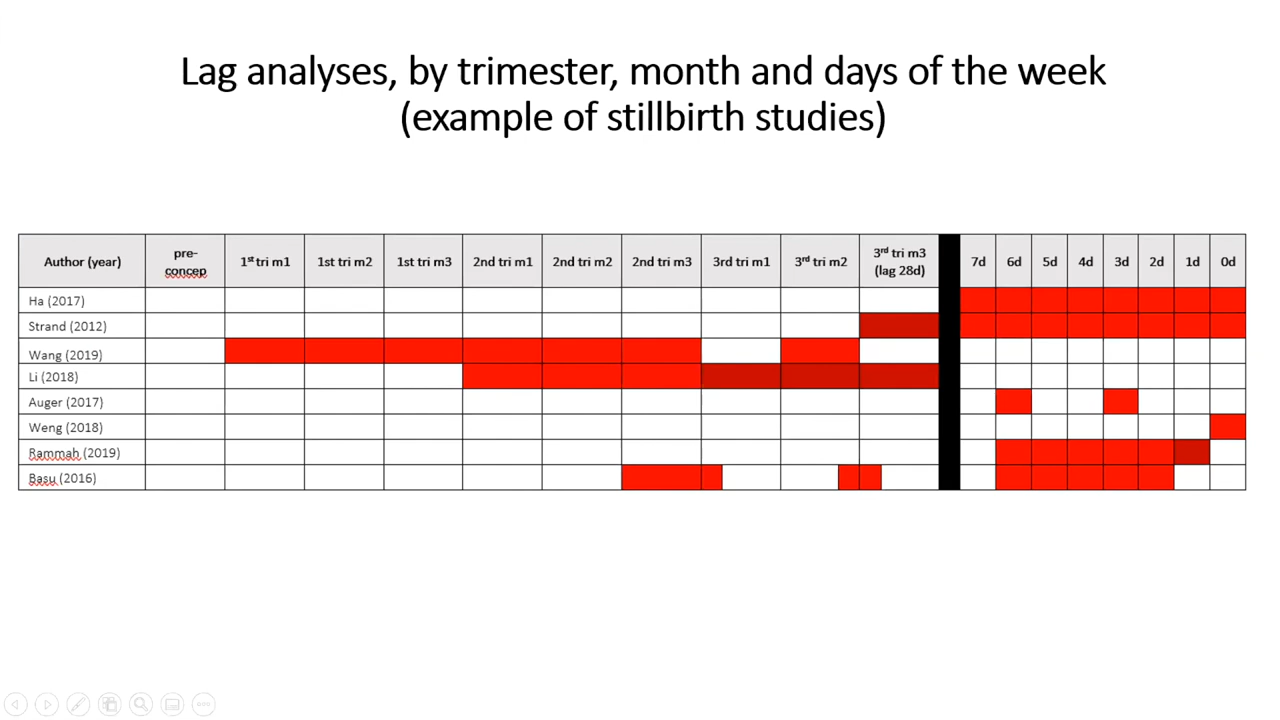 Lag analyses, by trimester, month and days of the week
(example of stillbirth studies)
Author (year) pre-concep 1st tri m1 1st tri m2 1st tri m3 2nd tri m1 2nd tri m2 2nd tri m3 3rd tri m1 3rd tri m2 3rd tri m3 (lag 28d) 7d 6d 5d 4d 3d 2d 1d 0d
Ha (2017)
Strand (2012)
Wang (2019)
Li (2018)
Auger (2017)
Weng (2018)
Rammah (2019)
Basu (2016)